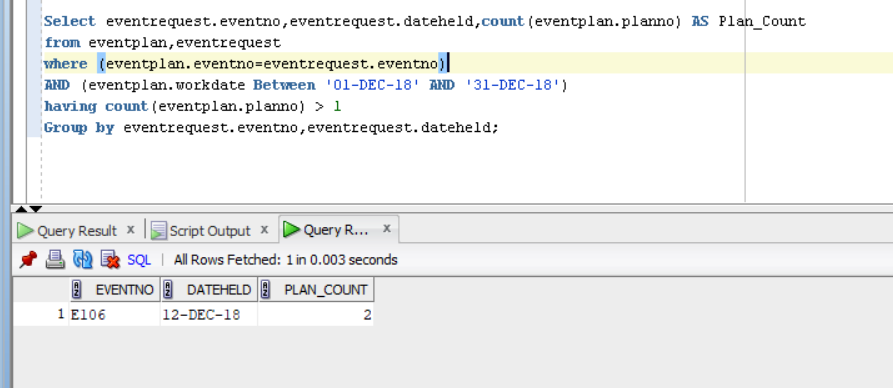 Select eventrequest.eventno,eventrequest.dateheld,count(eventplan.planno) AS Plan_Count
from eventplan,eventrequest
where (eventplan.eventno=eventrequest.eventno)
AND (eventplan.workdate Between '01-DEC-18' AND '31-DEC-18')
having count(eventplan.planno) > 1
Group by eventrequest.eventno,eventrequest.dateheld;
Query Result x Script Output x Query R... x
SQL | All Rows Fetched: 1 in 0.003 seconds
EVENTNO DATEHELD PLAN_COUNT
1 E106 12-DEC-18 2